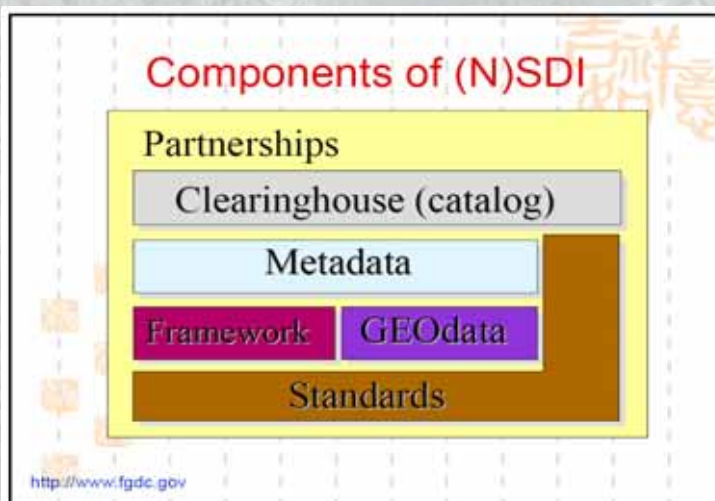 Components of (N)SDI
Partnerships
Clearinghouse (catalog)
Metadata
Framework
GEOdata
Standards
http://www.fgdc.gov